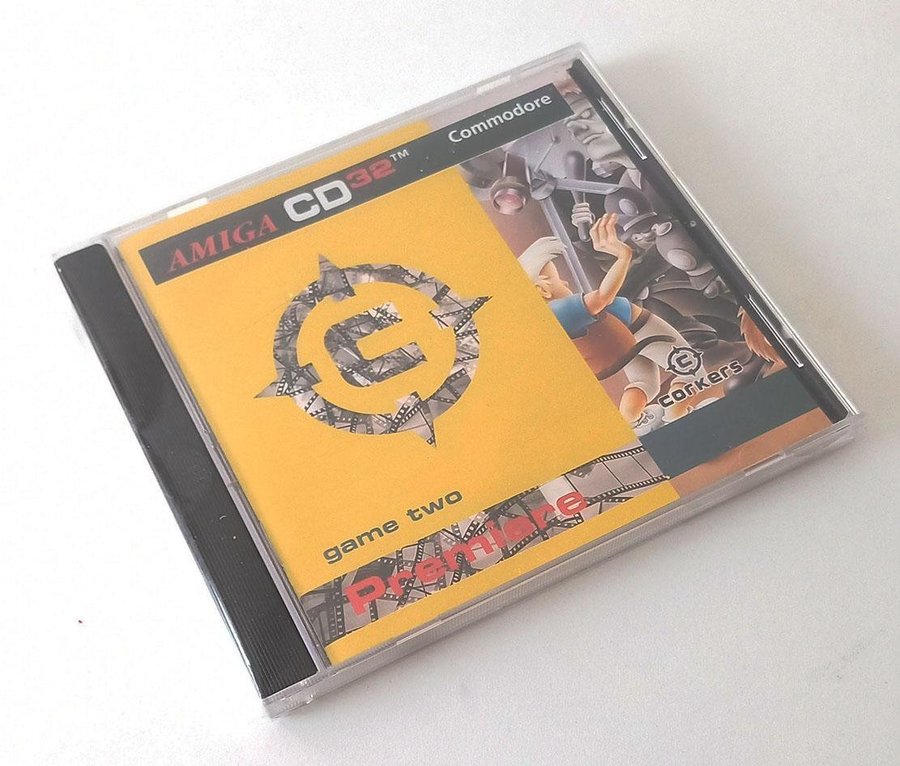 AMIGA CD32™ Commodore
C
C
corkers
game two
Premiere